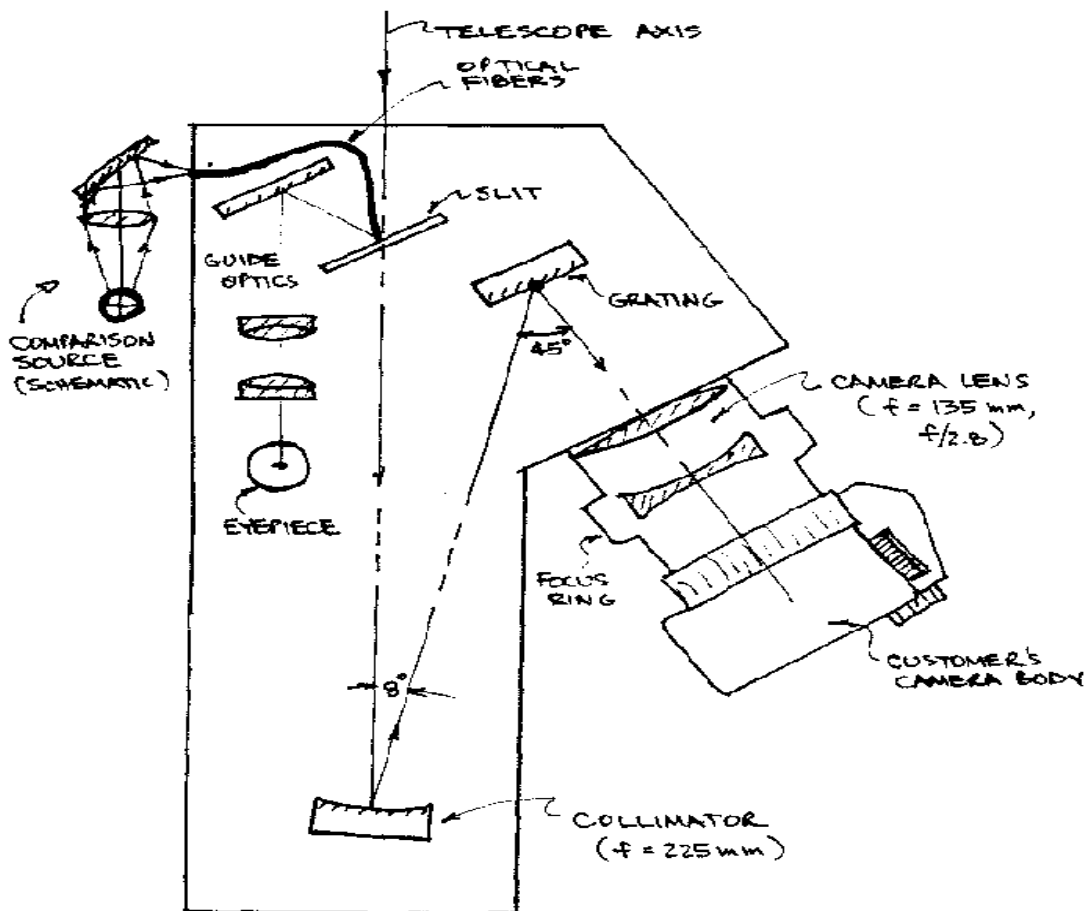 TELESCOPE AXIS
OPTICAL
FIBERS
SLIT
GUIDE
OPTICS
GRATING
COMPARISON
SOURCE
(SCHEMATIC)
45°
CAMERA LENS
(f = 135 mm,
f/2.8)
EYEPIECE
FOCUS
RING
CUSTOMER'S
CAMERA BODY
8°
COLLIMATOR
(f = 225 mm)